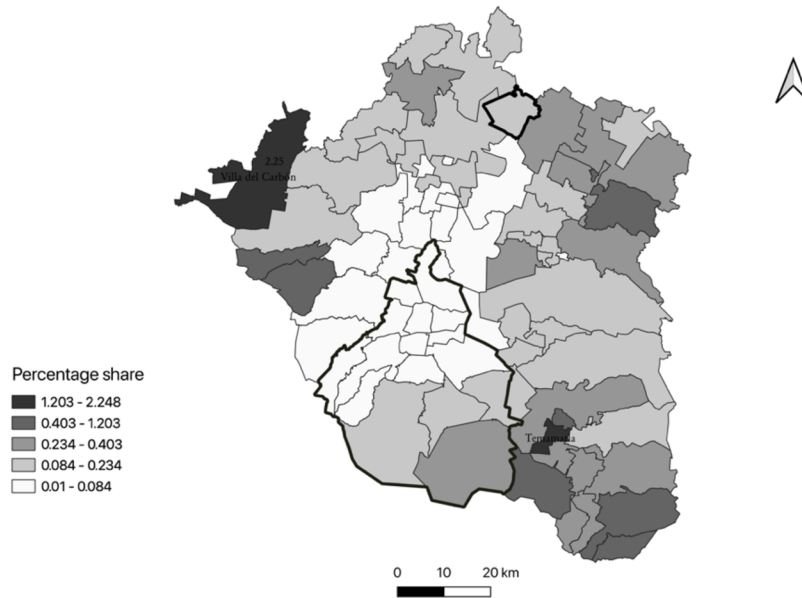 2.25
Villa del Carbón
Temamatla
Percentage share
1.203 - 2.248
0.403 - 1.203
0.234 - 0.403
0.084 - 0.234
0.01 - 0.084
0 10 20 km